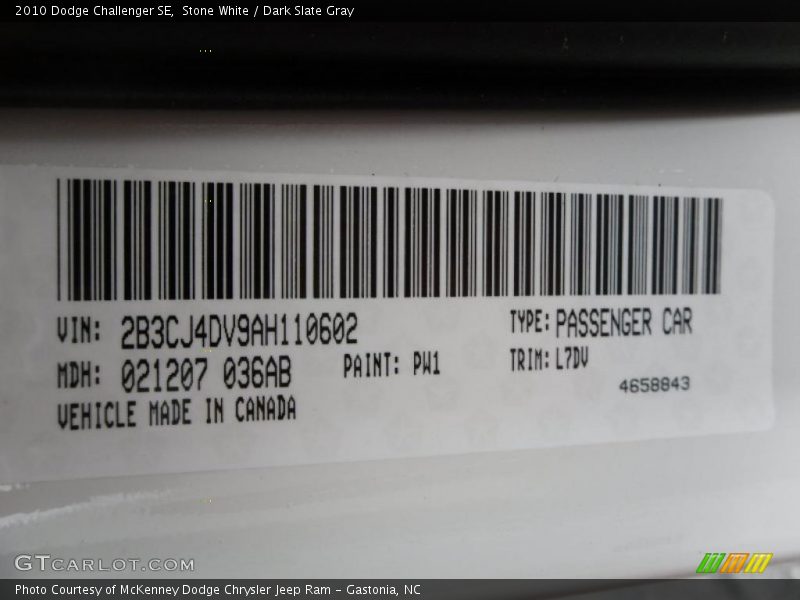 2010 Dodge Challenger SE, Stone White / Dark Slate Gray
VIN: 2B3CJ4DV9AH110602 TYPE: PASSENGER CAR
MDH: 021207 036AB PAINT: PW1 TRIM: L7DV
VEHICLE MADE IN CANADA 4658843
GTCARLOT.COM
Photo Courtesy of McKenney Dodge Chrysler Jeep Ram - Gastonia, NC